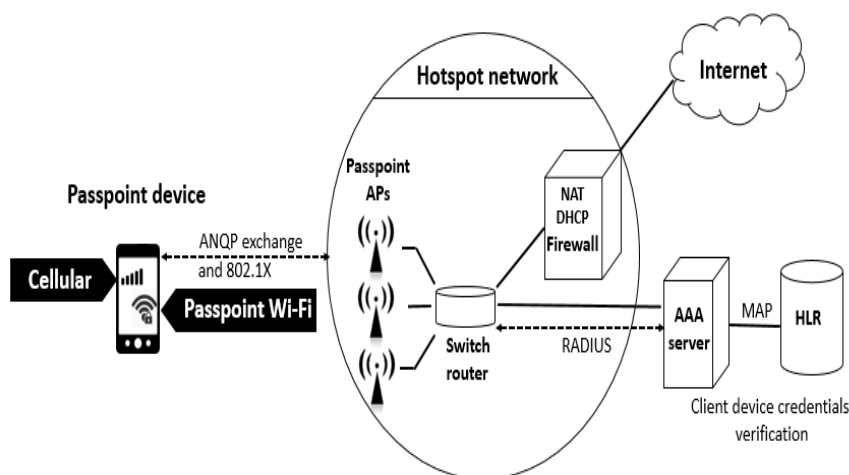 Hotspot network
Internet
Passpoint
APs
NAT
DHCP
Firewall
Passpoint device
ANQP exchange
and 802.1X
Cellular
Passpoint Wi-Fi
Switch
router
RADIUS
AAA
server
MAP
HLR
Client device credentials
verification